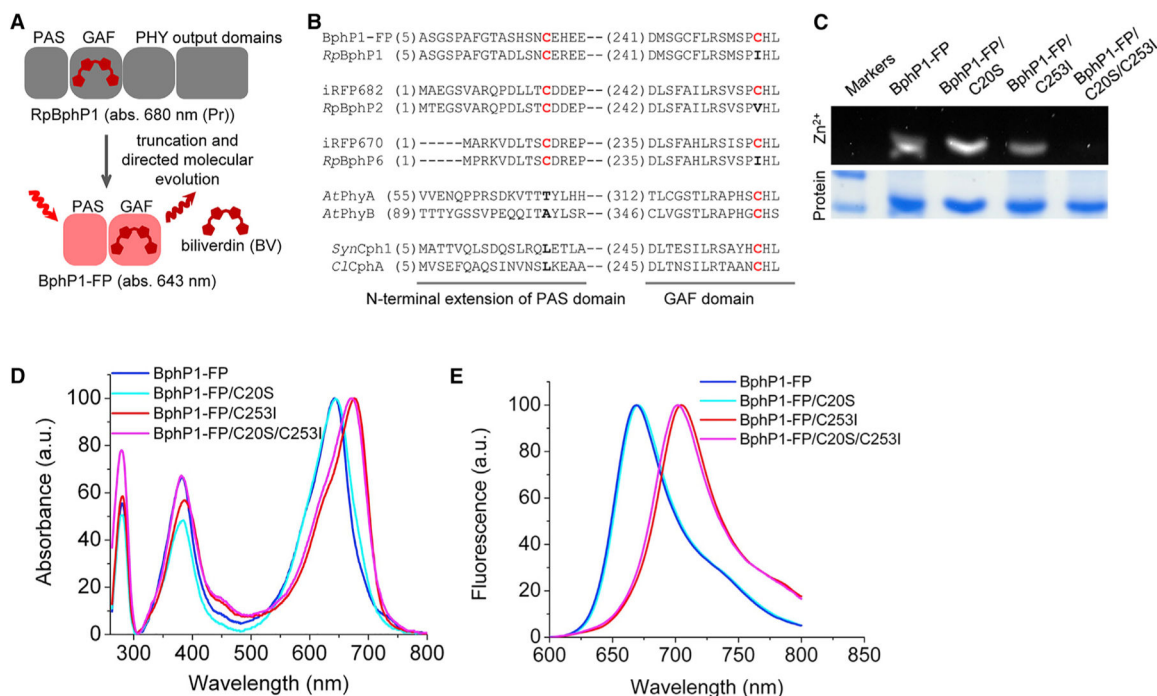 A
PAS GAF PHY output domains
RpBphP1 (abs. 680 nm (Pr))
truncation and
directed molecular
evolution
PAS GAF
biliverdin (BV)
BphP1-FP (abs. 643 nm)
B
BphP1-FP (5) ASGSPAFGTASHSNCEHEE-- (241) DMSGCFLRSMSPCHL
RpBphP1 (5) ASGSPAFGTADLSNCEREE-- (241) DMSGCFLRSMSPIHL
iRFP682 (1) MAEGSVARQPDLLTCDDEP-- (242) DLSFAILRSVSPCHL
RpBphP2 (1) MTEGSVARQPDLSTCDDEP-- (242) DLSFAILRSVSPVHL
iRFP670 (1) -----MARKVDLTSCDREP-- (235) DLSFAHLRSISPCHL
RpBphP6 (1) -----MPRKVDLTSCDREP-- (235) DLSFAHLRSVSPIHL
AtPhyA (55) VVENQPPRSDKVTTTYLHH-- (312) TLCGSTLRAPHSCHL
AtPhyB (89) TTTYGSSVPEQQITAYLSR-- (346) CLVGSTLRAPHGCHS
SynCph1 (5) MATTVQLSDQSLRQLETLA-- (245) DLTESILRSAYHCHL
ClCphA (5) MVSEFQAQSINVNSLKEAA-- (245) DLTNSILRTAANCHL
N-terminal extension of PAS domain GAF domain
C
Markers
BphP1-FP
BphP1-FP/
C20S
BphP1-FP/
C253I
BphP1-FP/
C20S/C253I
Zn2+
Protein
D
BphP1-FP
BphP1-FP/C20S
BphP1-FP/C253I
BphP1-FP/C20S/C253I
Absorbance (a.u.)
100
80
60
40
20
0
300 400 500 600 700 800
Wavelength (nm)
E
BphP1-FP
BphP1-FP/C20S
BphP1-FP/C253I
BphP1-FP/C20S/C253I
Fluorescence (a.u.)
100
80
60
40
20
0
600 650 700 750 800 850
Wavelength (nm)